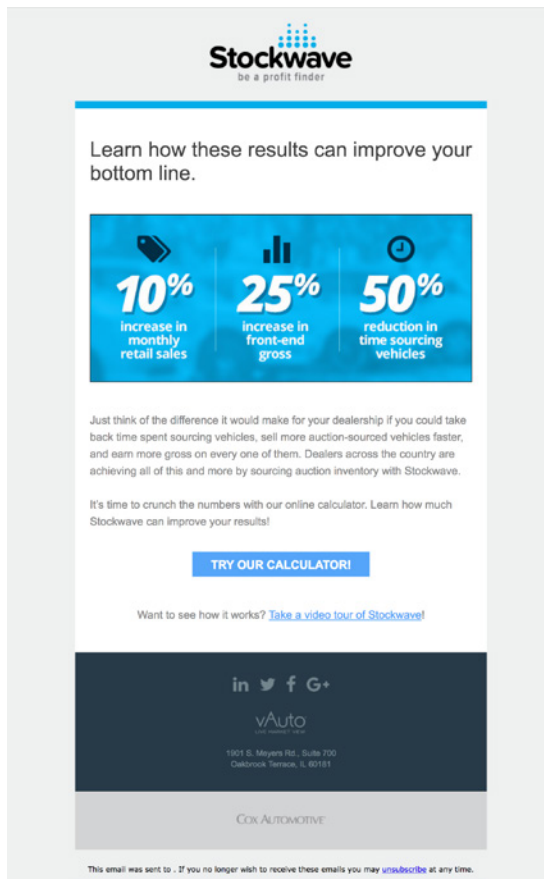 Stockwave
be a profit finder
Learn how these results can improve your
bottom line.
10% 25% 50%
increase in increase in reduction in
monthly front-end time sourcing
retail sales gross vehicles
Just think of the difference it would make for your dealership if you could take
back time spent sourcing vehicles, sell more auction-sourced vehicles faster,
and earn more gross on every one of them. Dealers across the country are
achieving all of this and more by sourcing auction inventory with Stockwave.
It's time to crunch the numbers with our online calculator. Learn how much
Stockwave can improve your results!
TRY OUR CALCULATOR!
Want to see how it works? Take a video tour of Stockwave!
in f G+
vAuto
LIVE MARKET VIEW
1901 S. Meyers Rd., Suite 700
Oakbrook Terrace, IL 60181
COX AUTOMOTIVE
This email was sent to . If you no longer wish to receive these emails you may unsubscribe at any time.